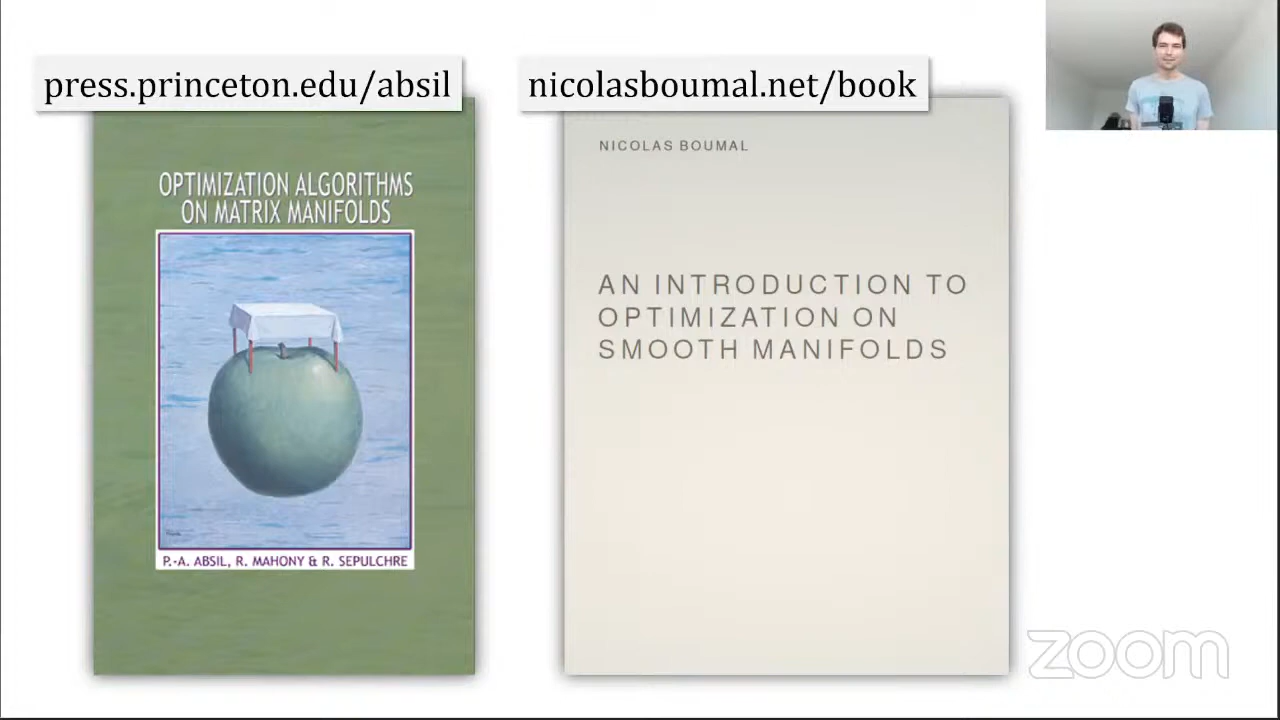 press.princeton.edu/absil
nicolasboumal.net/book
OPTIMIZATION ALGORITHMS
ON MATRIX MANIFOLDS
P.-A. ABSIL, R. MAHONY & R. SEPULCHRE
NICOLAS BOUMAL
AN INTRODUCTION TO
OPTIMIZATION ON
SMOOTH MANIFOLDS
zoom